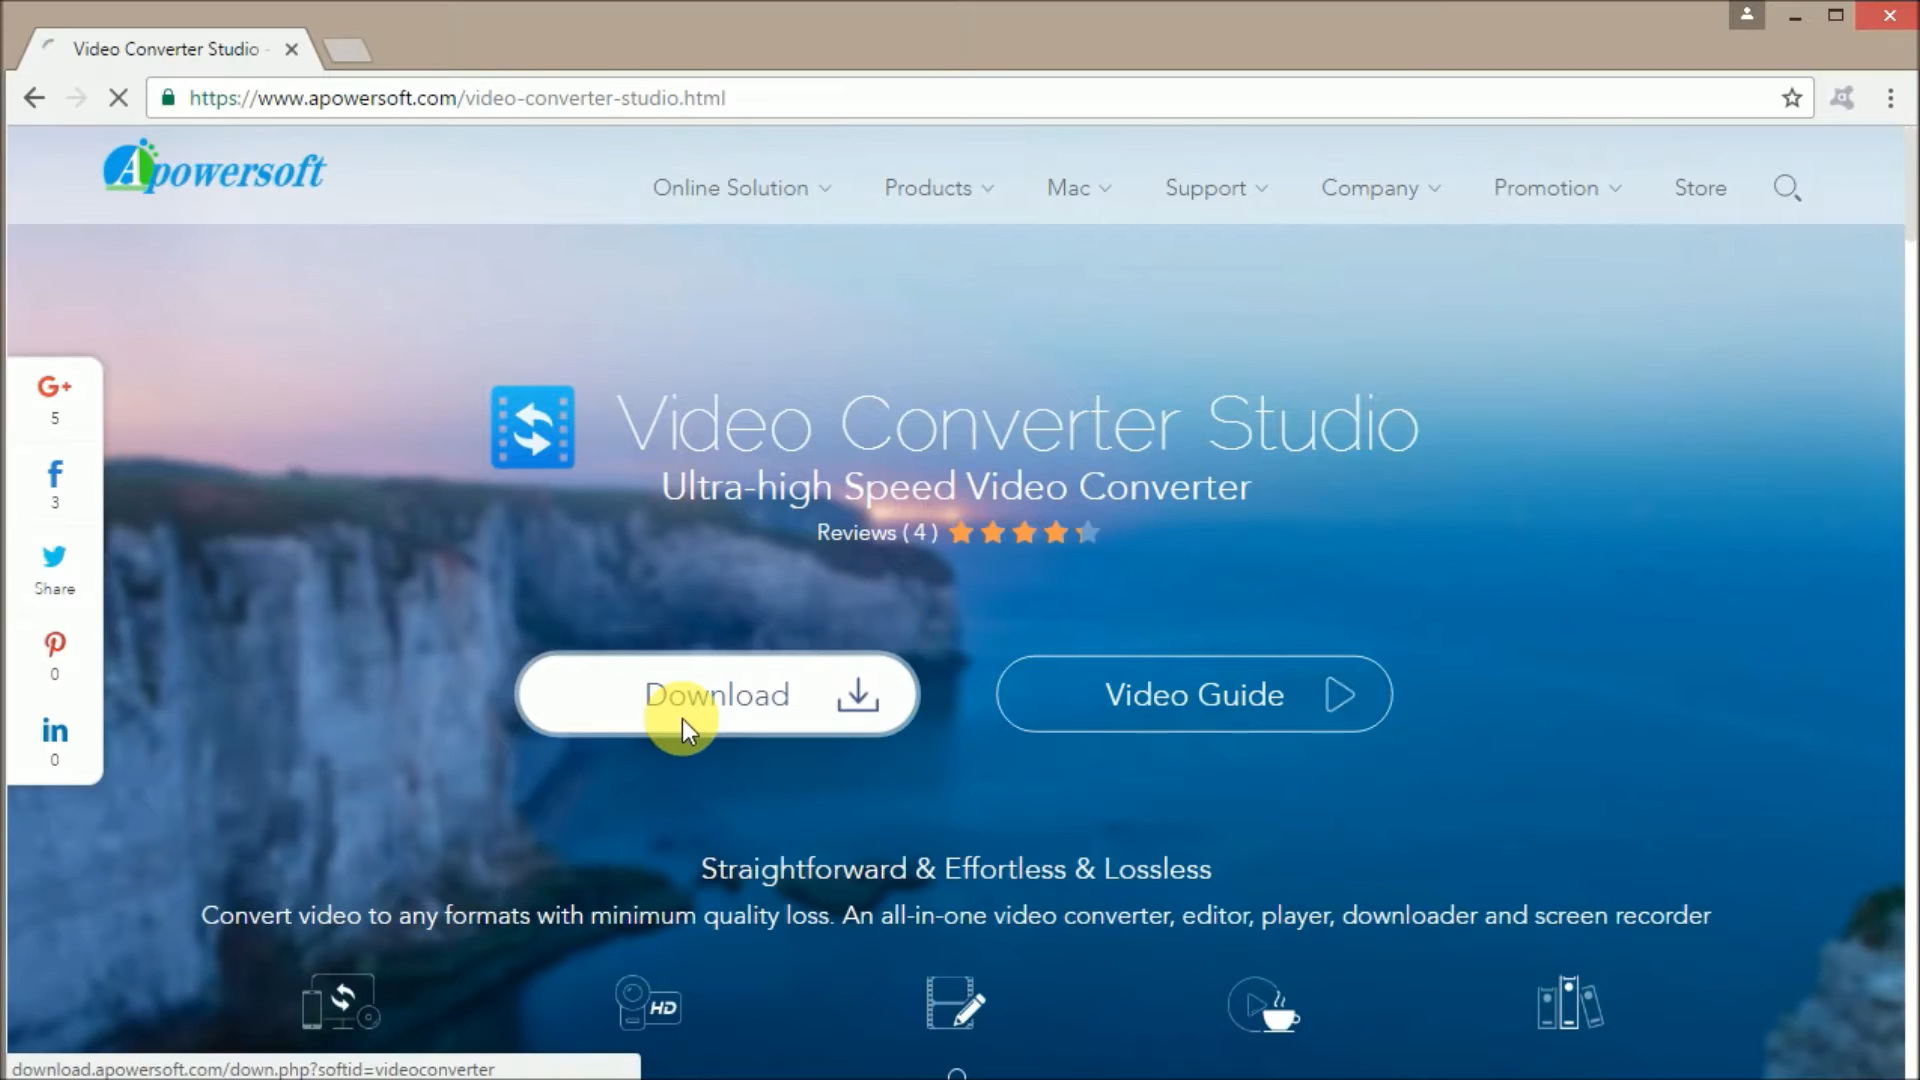 Video Converter Studio -
https://www.apowersoft.com/video-converter-studio.html
Apowersoft
Online Solution
Products
Mac
Support
Company
Promotion
Store
G+
5
f
3
Share
0
in
0
Video Converter Studio
Ultra-high Speed Video Converter
Reviews ( 4 )
Download
Video Guide
Straightforward & Effortless & Lossless
Convert video to any formats with minimum quality loss. An all-in-one video converter, editor, player, downloader and screen recorder
HD
download.apowersoft.com/down.php?softid=videoconverter